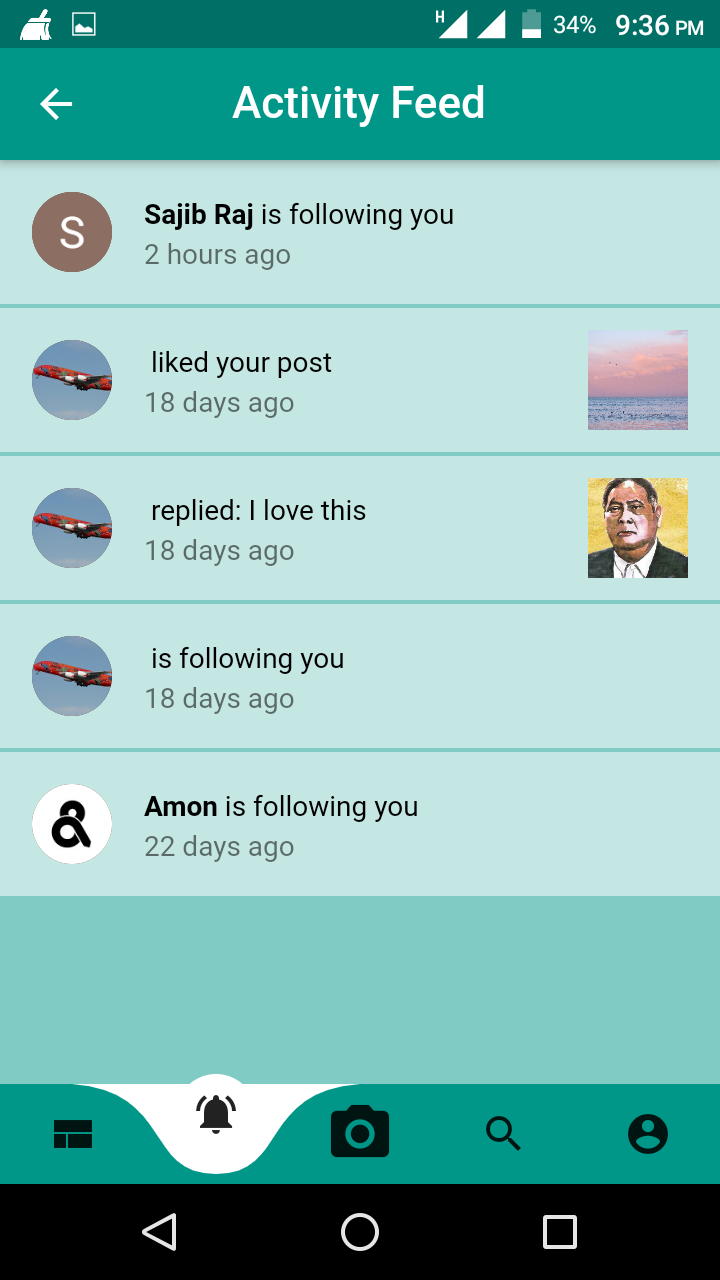 H 34% 9:36 PM
Activity Feed
S
Sajib Raj is following you
2 hours ago
liked your post
18 days ago
replied: I love this
18 days ago
is following you
18 days ago
Amon is following you
22 days ago